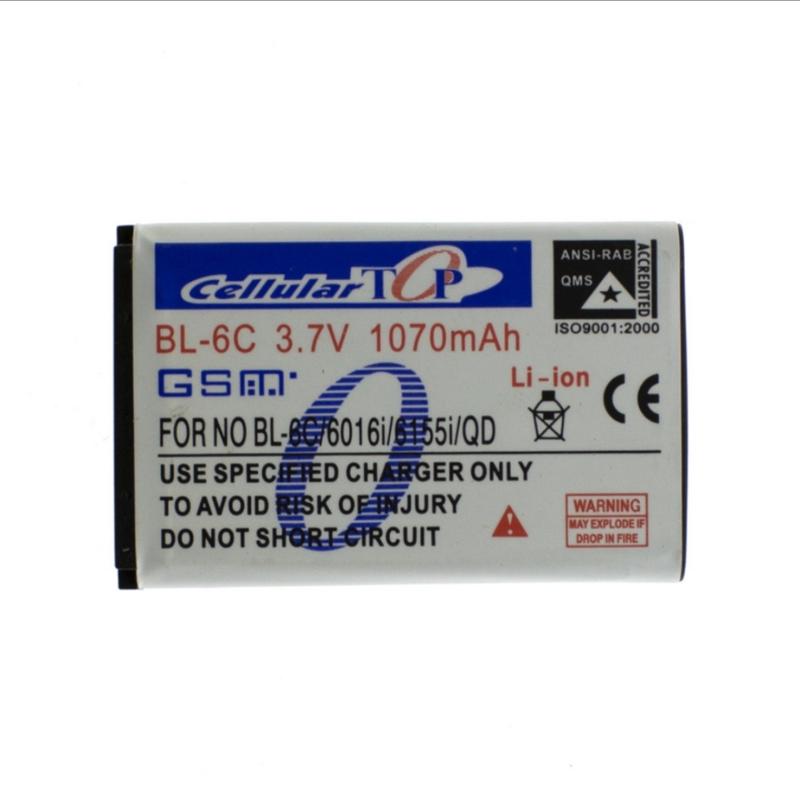 Cellular TOP
ANSI-RAB
QMS
ACCREDITED
ISO9001:2000
BL-6C 3.7V 1070mAh
GSM
Li-ion
CE
FOR NO BL-6C/6016i/6155i/QD
USE SPECIFIED CHARGER ONLY
TO AVOID RISK OF INJURY
DO NOT SHORT CIRCUIT
WARNING
MAY EXPLODE IF
DROP IN FIRE